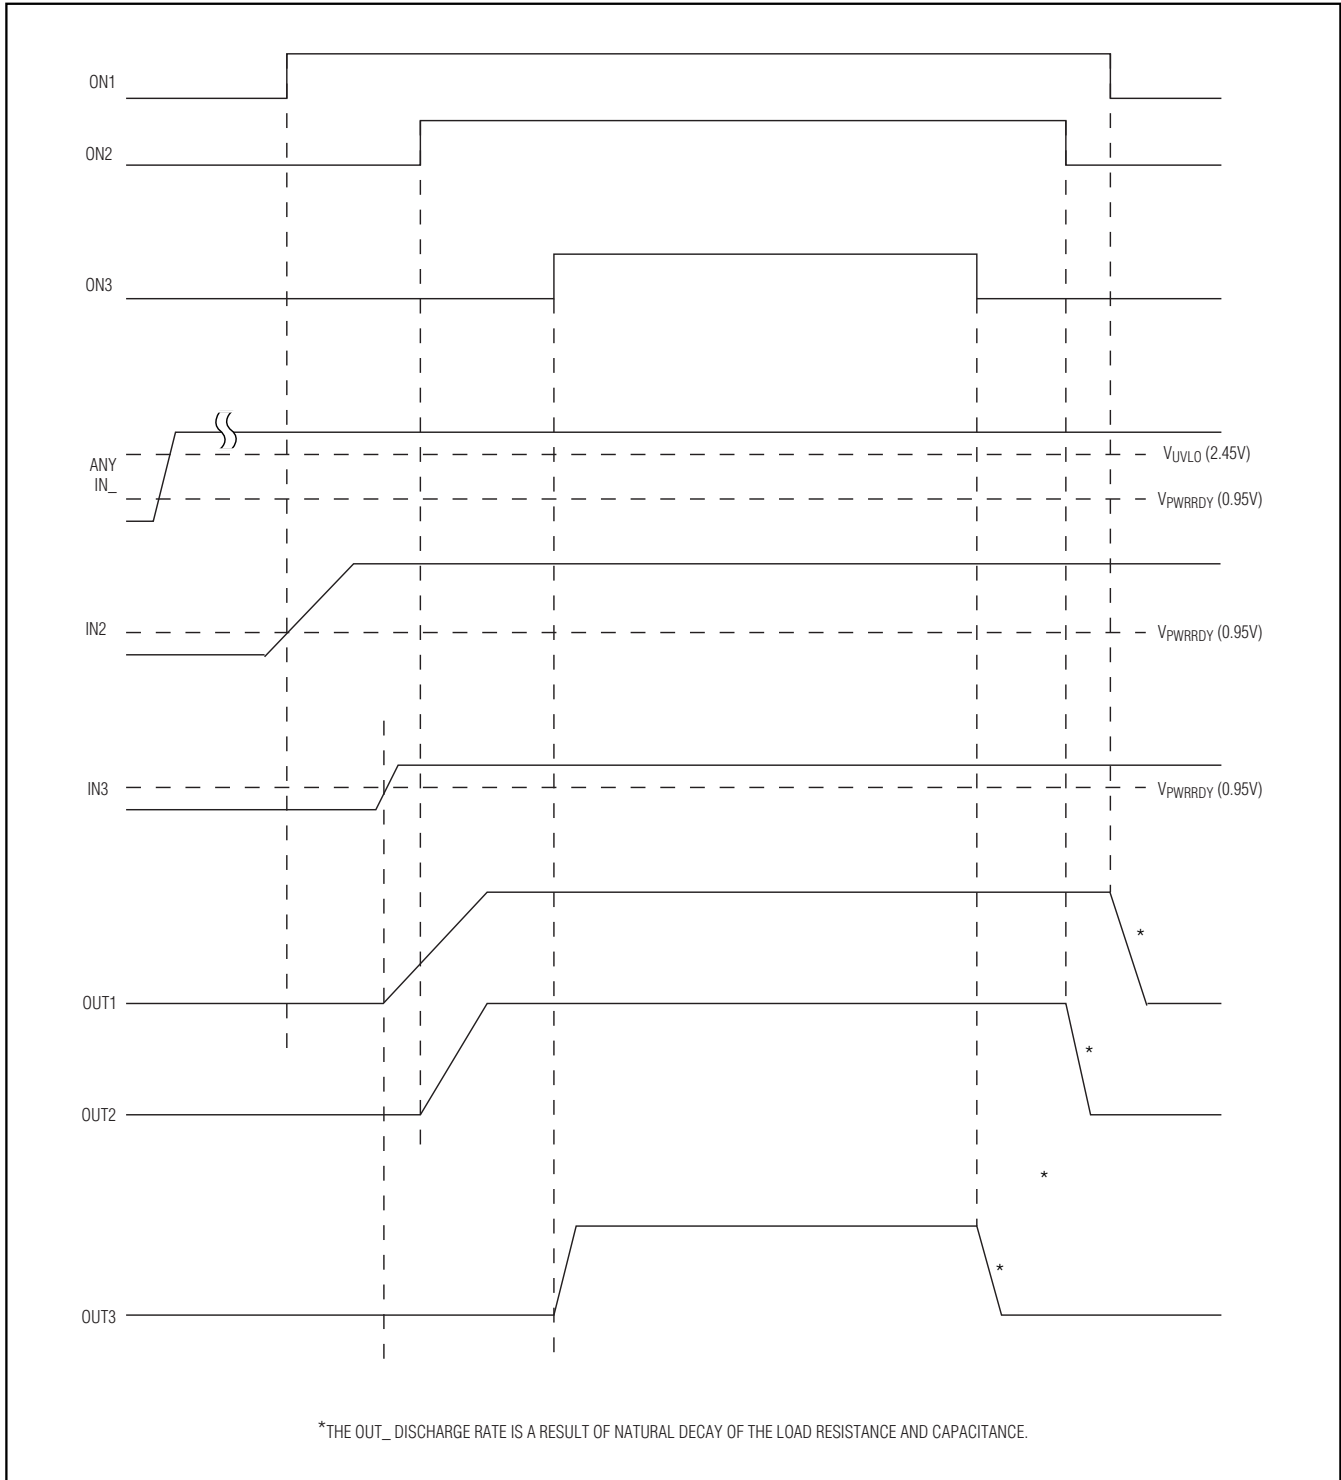 ON1
ON2
ON3
ANY
IN_
VUVLO (2.45V)
VPWRRDY (0.95V)
IN2
VPWRRDY (0.95V)
IN3
VPWRRDY (0.95V)
*
OUT1
*
OUT2
*
*
OUT3
*THE OUT_ DISCHARGE RATE IS A RESULT OF NATURAL DECAY OF THE LOAD RESISTANCE AND CAPACITANCE.